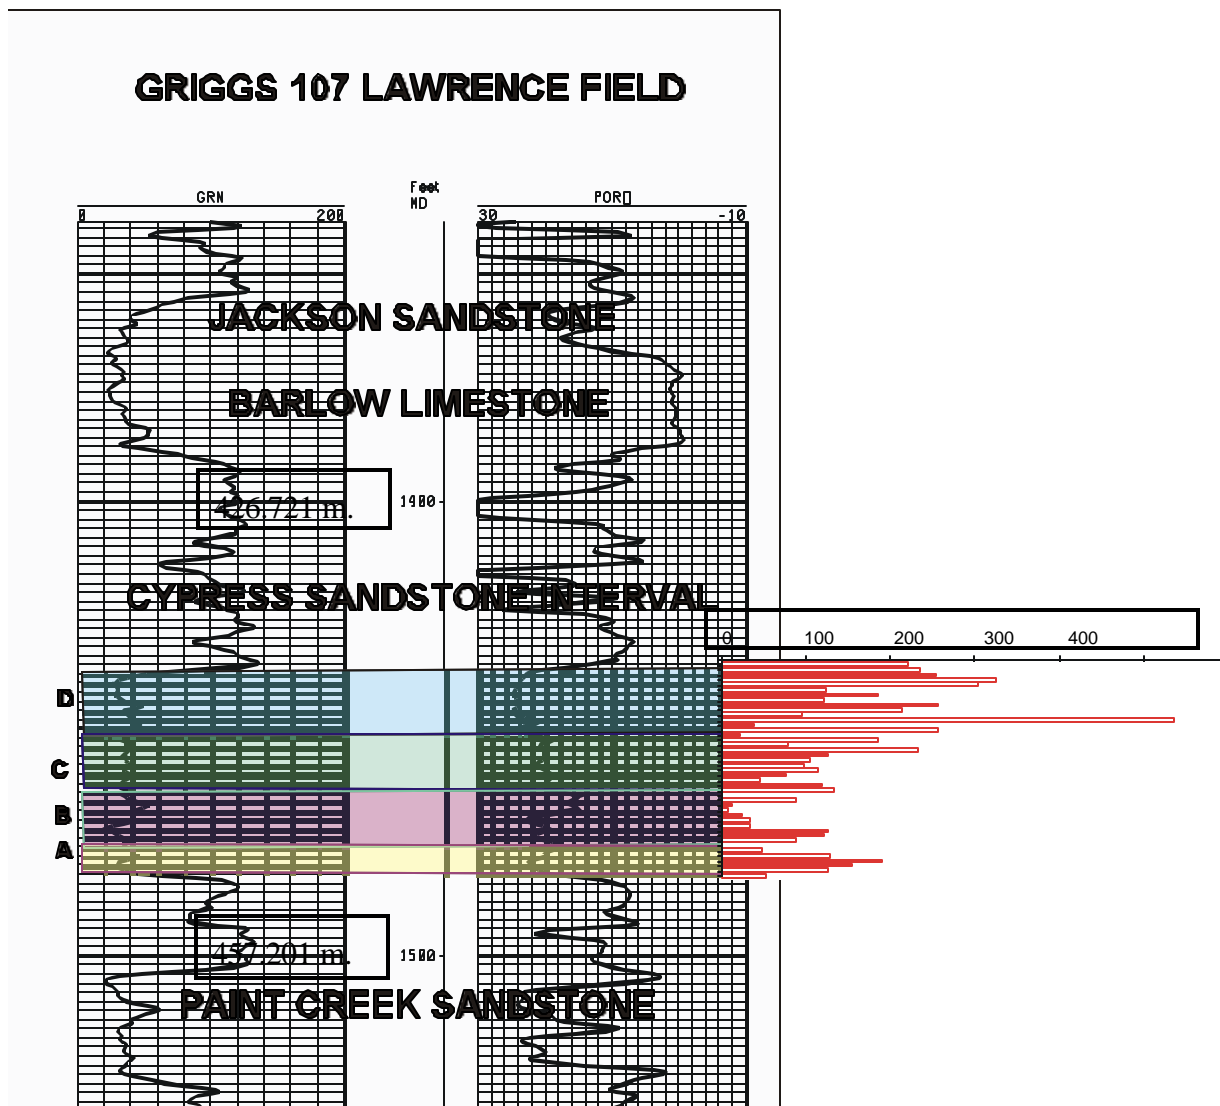 GRIGGS 107 LAWRENCE FIELD
GRN
Feet
MD
POR
0 200
30 -10
JACKSON SANDSTONE
BARLOW LIMESTONE
426.721 m.
1400
CYPRESS SANDSTONE INTERVAL
0 100 200 300 400
D
C
B
A
457.201 m.
1500
PAINT CREEK SANDSTONE